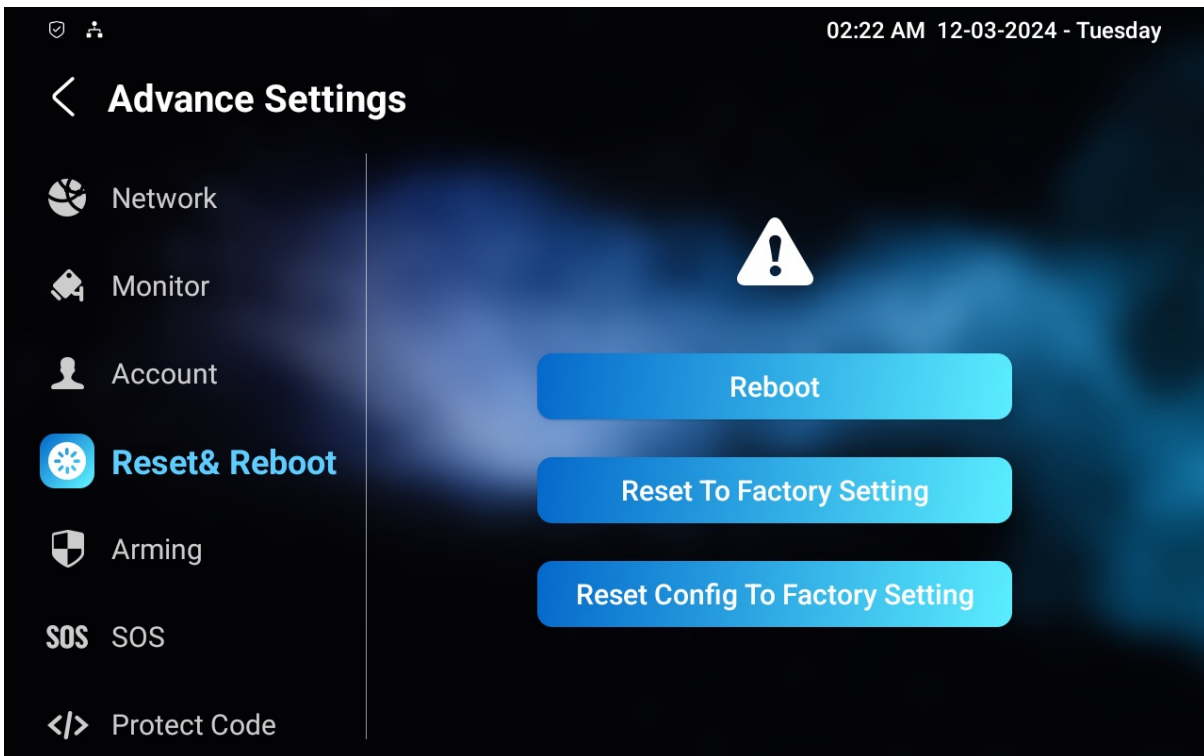 02:22 AM 12-03-2024 - Tuesday
Advance Settings
Network
Monitor
Account
Reset& Reboot
Arming
SOS SOS
</> Protect Code
Reboot
Reset To Factory Setting
Reset Config To Factory Setting